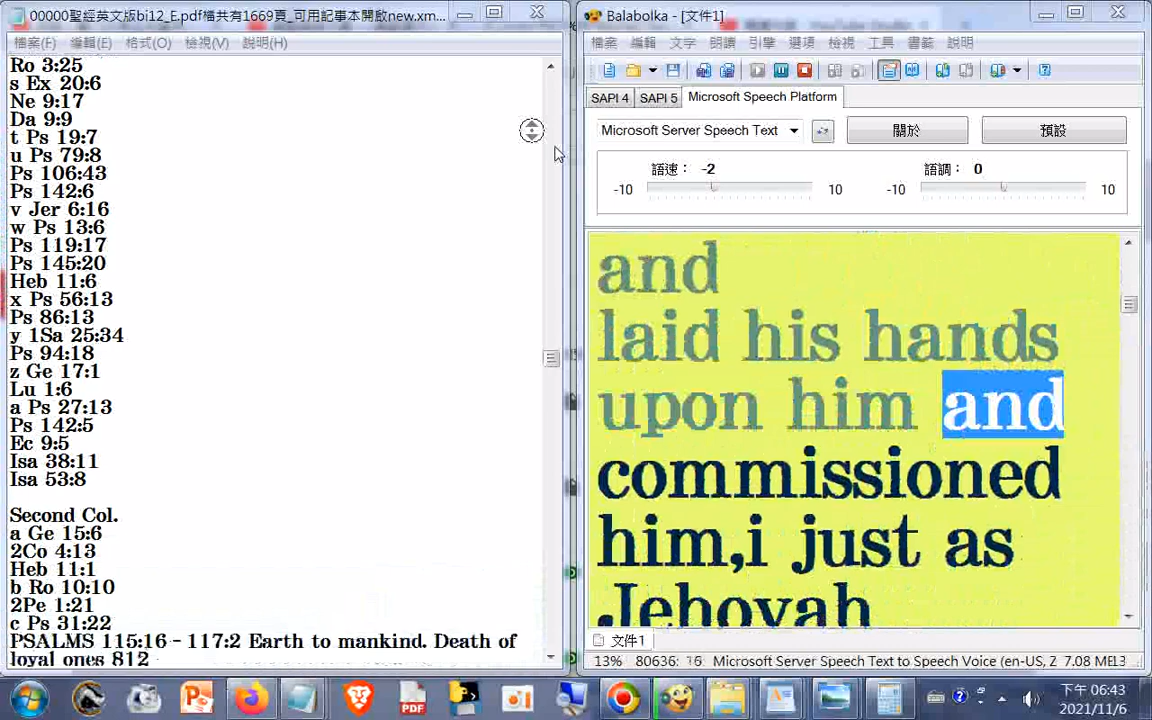 00000聖經英文版bi12_E.pdf檔共有1669頁_可用記事本開啟new.xm...
檔案(F) 編輯(E) 格式(O) 檢視(V) 說明(H)
Ro 3:25
s Ex 20:6
Ne 9:17
Da 9:9
t Ps 19:7
u Ps 79:8
Ps 106:43
Ps 142:6
v Jer 6:16
w Ps 13:6
Ps 119:17
Ps 145:20
Heb 11:6
x Ps 56:13
Ps 86:13
y 1Sa 25:34
Ps 94:18
z Ge 17:1
Lu 1:6
a Ps 27:13
Ps 142:5
Ec 9:5
Isa 38:11
Isa 53:8
Second Col.
a Ge 15:6
2Co 4:13
Heb 11:1
b Ro 10:10
2Pe 1:21
c Ps 31:22
PSALMS 115:16 - 117:2 Earth to mankind. Death of
loyal ones 812
Balabolka - [文件1]
檔案 編輯 文字 朗讀 引擎 選項 檢視 工具 書籤 說明
SAPI 4 SAPI 5 Microsoft Speech Platform
Microsoft Server Speech Text 關於 預設
語速： -2 語調： 0
-10 10 -10 10
and
laid his hands
upon him and
commissioned
him,i just as
Jehovah
文件1
13% 80636: 16 Microsoft Server Speech Text to Speech Voice (en-US, 2 7.08 ME13
PDF
下午 06:43
2021/11/6